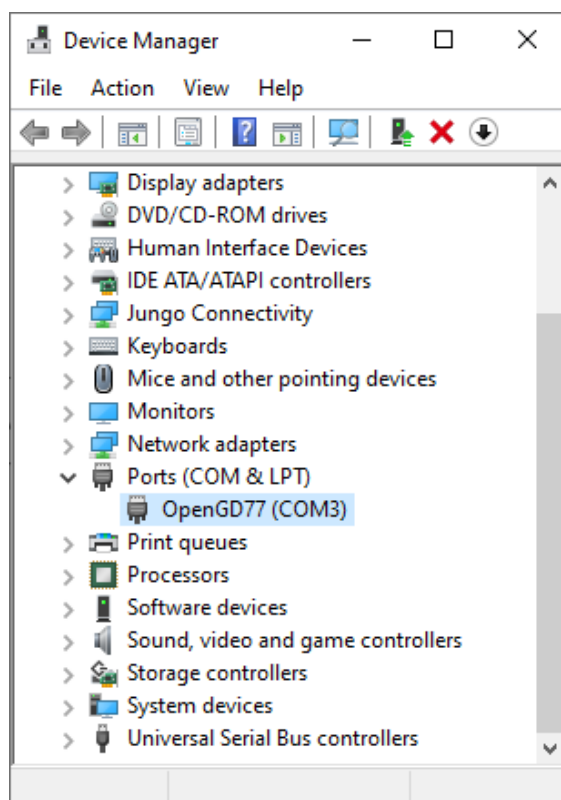 Device Manager
File Action View Help
Display adapters
DVD/CD-ROM drives
Human Interface Devices
IDE ATA/ATAPI controllers
Jungo Connectivity
Keyboards
Mice and other pointing devices
Monitors
Network adapters
Ports (COM & LPT)
OpenGD77 (COM3)
Print queues
Processors
Software devices
Sound, video and game controllers
Storage controllers
System devices
Universal Serial Bus controllers